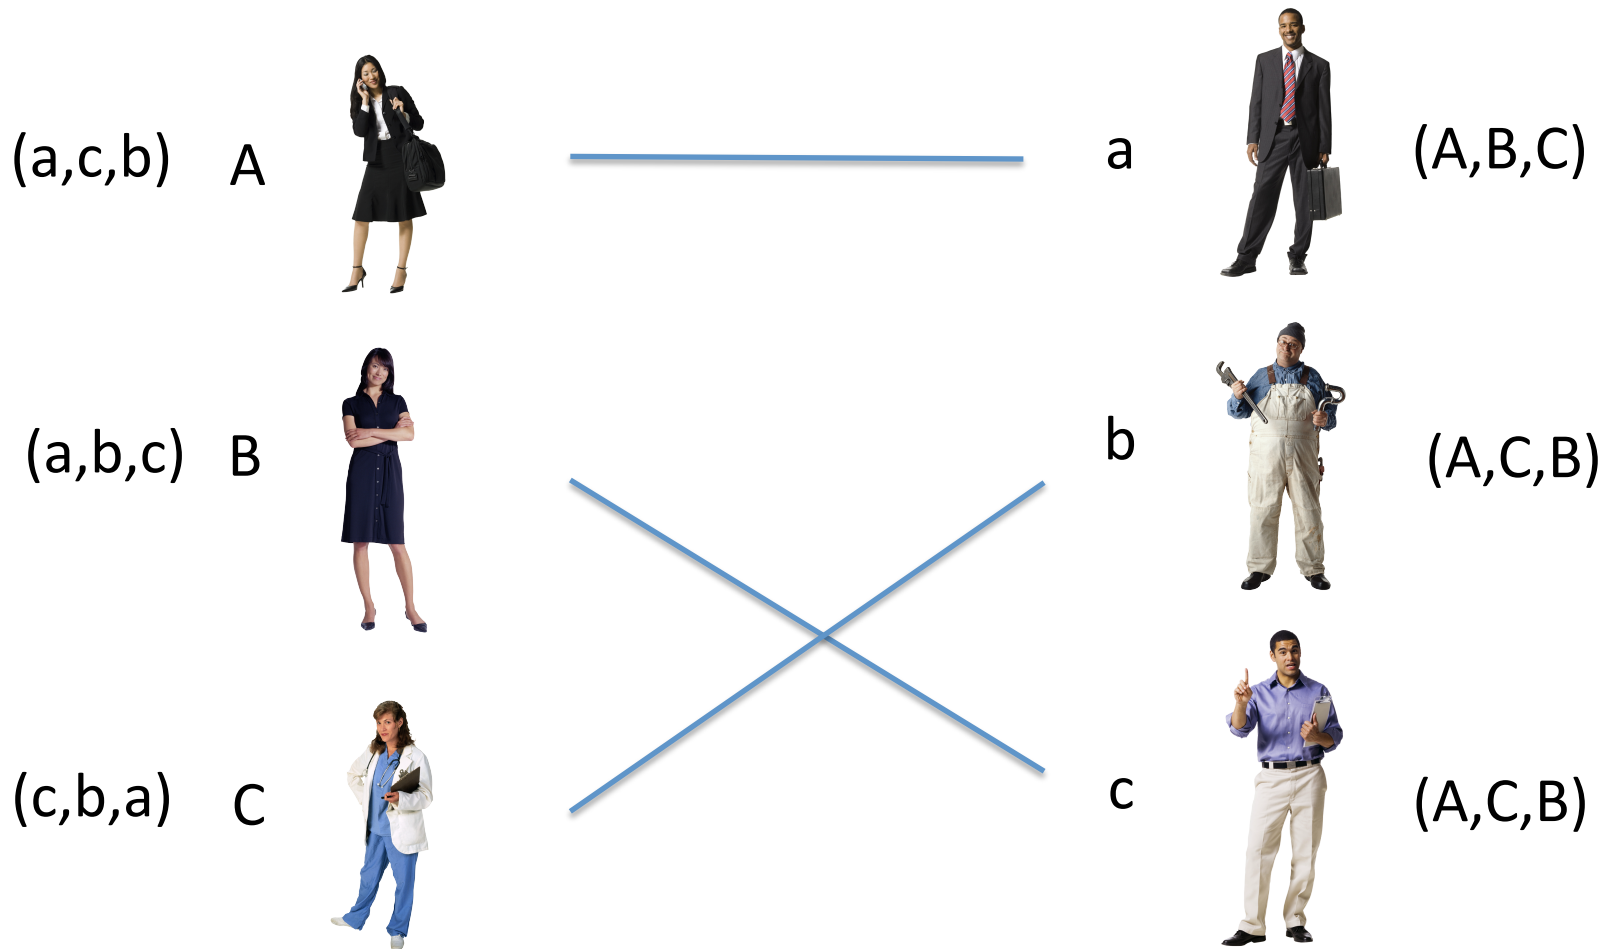 (a,c,b) A a (A,B,C)
(a,b,c) B b (A,C,B)
(c,b,a) C c (A,C,B)